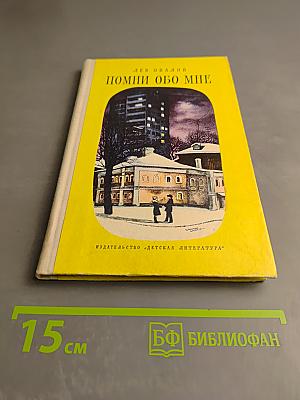 ЛЕВ ОВАЛОВ
ПОМНИ ОБО МНЕ
ИЗДАТЕЛЬСТВО «ДЕТСКАЯ ЛИТЕРАТУРА»
15 см
БФ БИБЛИОФАН